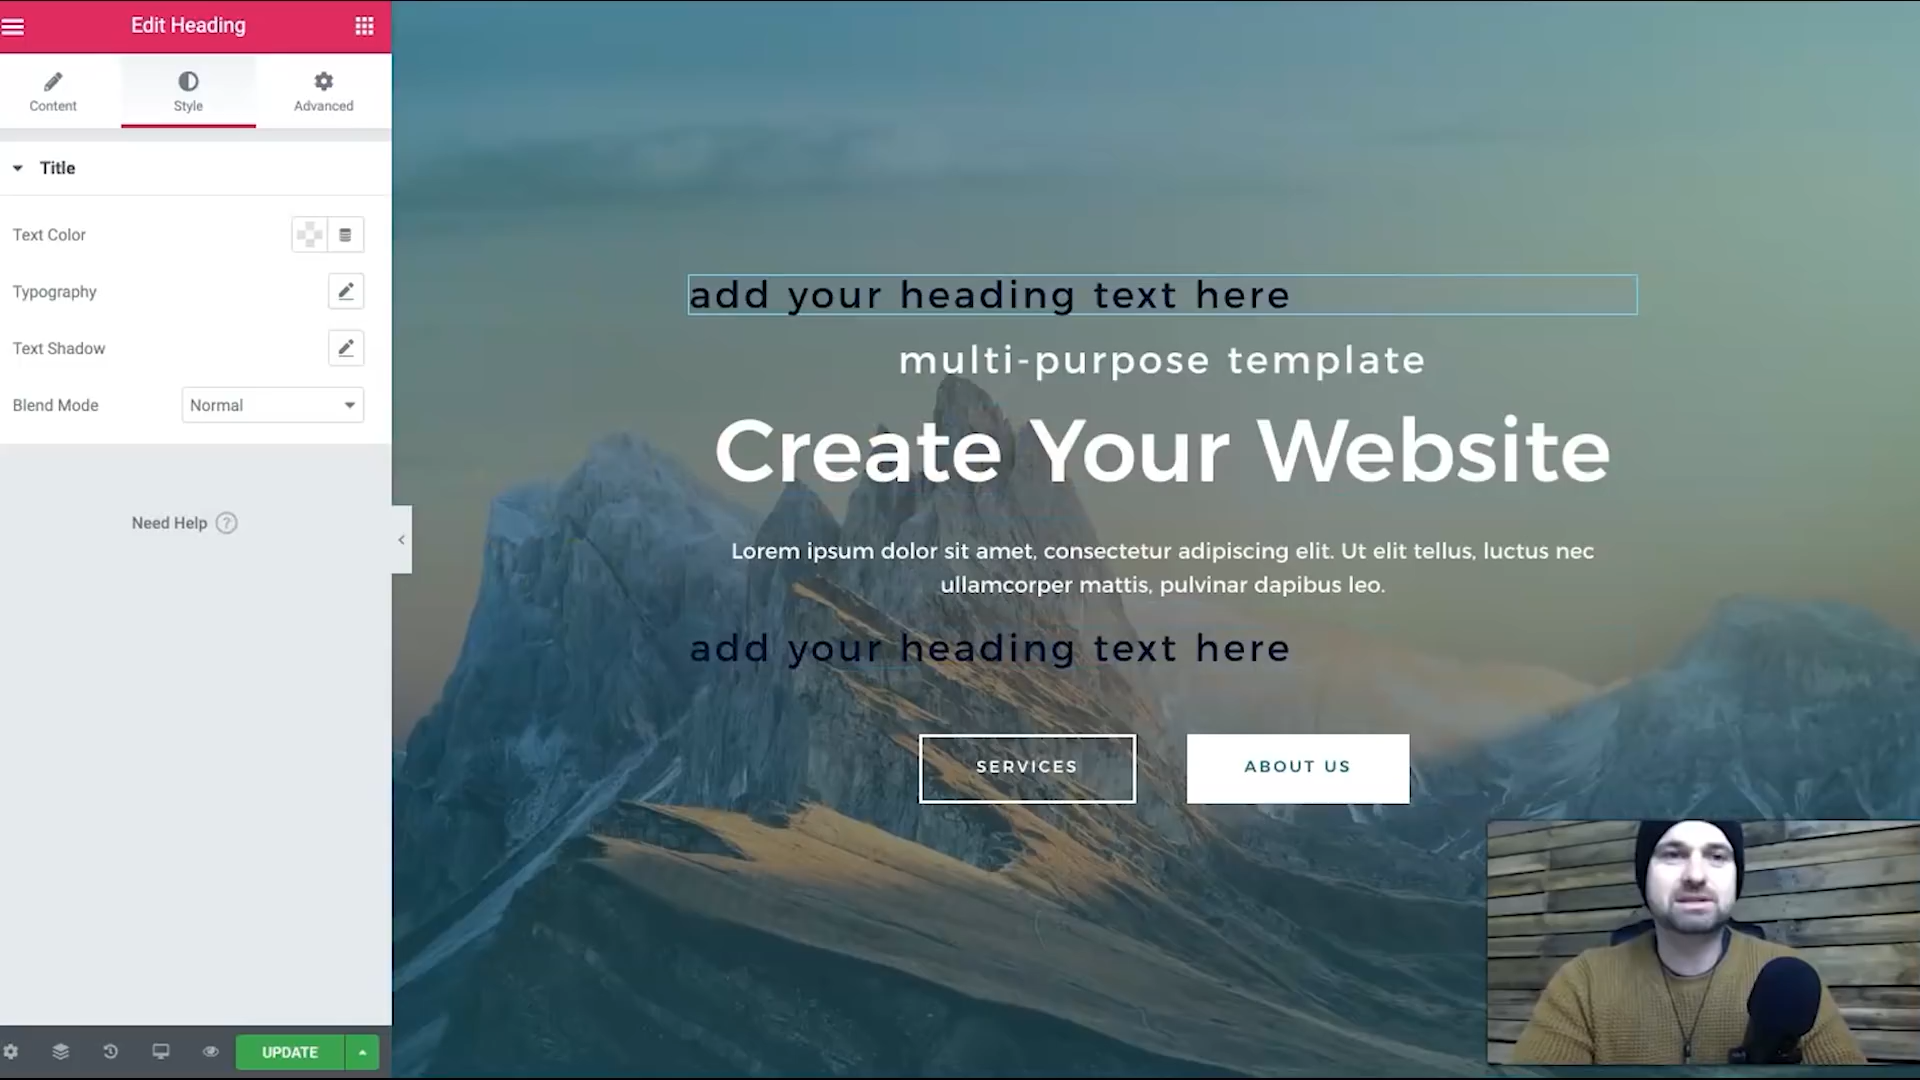 Edit Heading
Content
Style
Advanced
Title
Text Color
Typography
Text Shadow
Blend Mode
Normal
Need Help ?
UPDATE
add your heading text here
multi-purpose template
Create Your Website
Lorem ipsum dolor sit amet, consectetur adipiscing elit. Ut elit tellus, luctus nec
ullamcorper mattis, pulvinar dapibus leo.
add your heading text here
SERVICES
ABOUT US